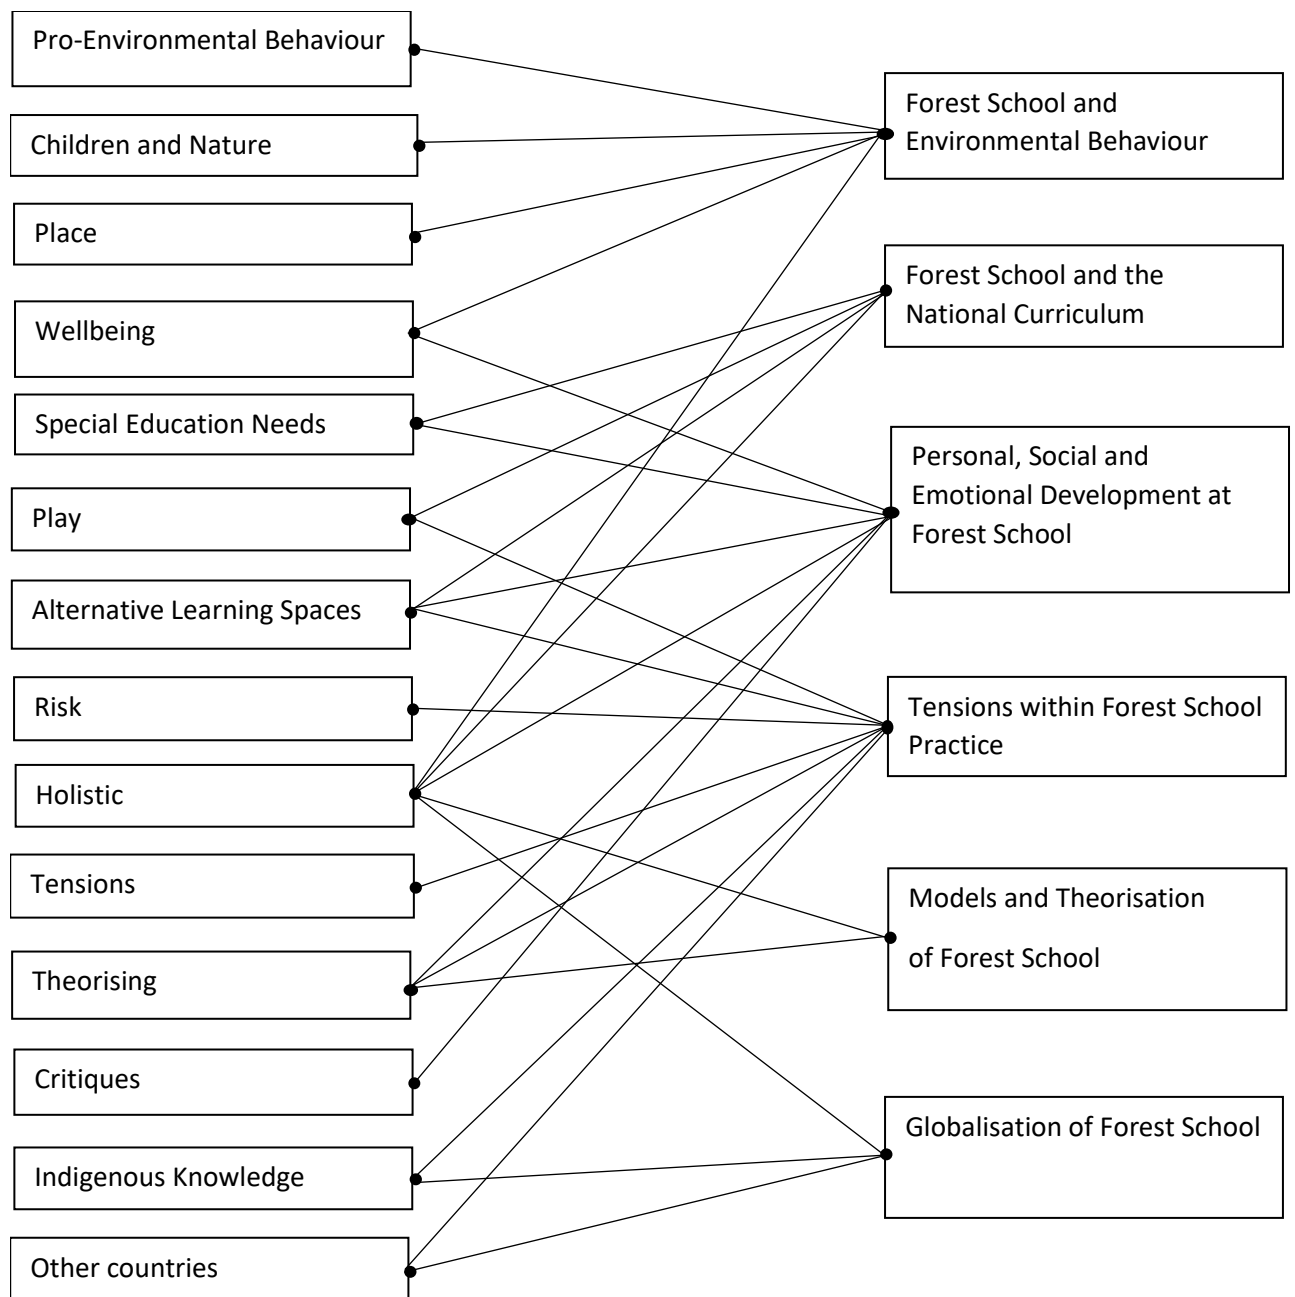 Pro-Environmental Behaviour
Children and Nature
Place
Wellbeing
Special Education Needs
Play
Alternative Learning Spaces
Risk
Holistic
Tensions
Theorising
Critiques
Indigenous Knowledge
Other countries
Forest School and
Environmental Behaviour
Forest School and the
National Curriculum
Personal, Social and
Emotional Development at
Forest School
Tensions within Forest School
Practice
Models and Theorisation
of Forest School
Globalisation of Forest School